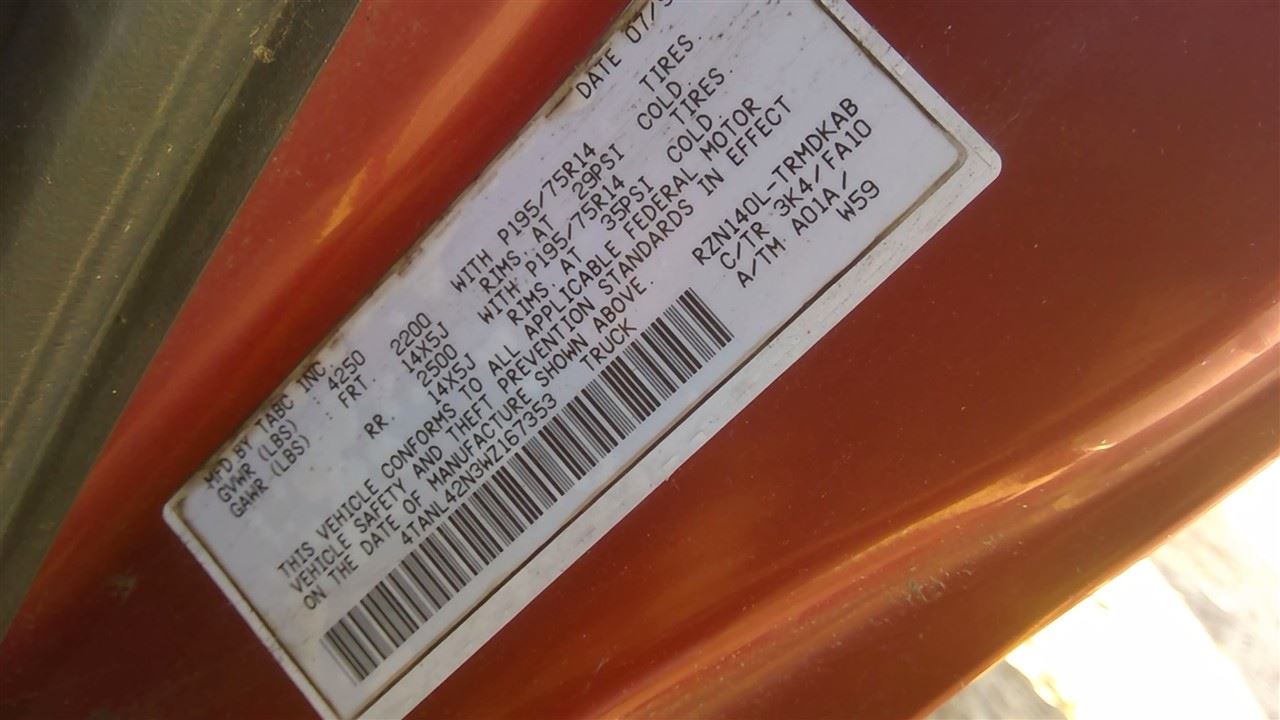 MFD BY TABC INC. DATE 07/9
GVWR (LBS) : 4250
GAWR (LBS) : FRT. 2200 WITH P195/75R14 TIRES.
14X5J RIMS. AT 29PSI COLD.
RR. 2500 WITH P195/75R14 TIRES.
14X5J RIMS. AT 35PSI COLD.
THIS VEHICLE CONFORMS TO ALL APPLICABLE FEDERAL MOTOR
VEHICLE SAFETY AND THEFT PREVENTION STANDARDS IN EFFECT
ON THE DATE OF MANUFACTURE SHOWN ABOVE.
4TANL42N3WZ167353 TRUCK
RZN140L-TRMDKAB
C/TR 3K4/FA10
A/TM A01A/
W59